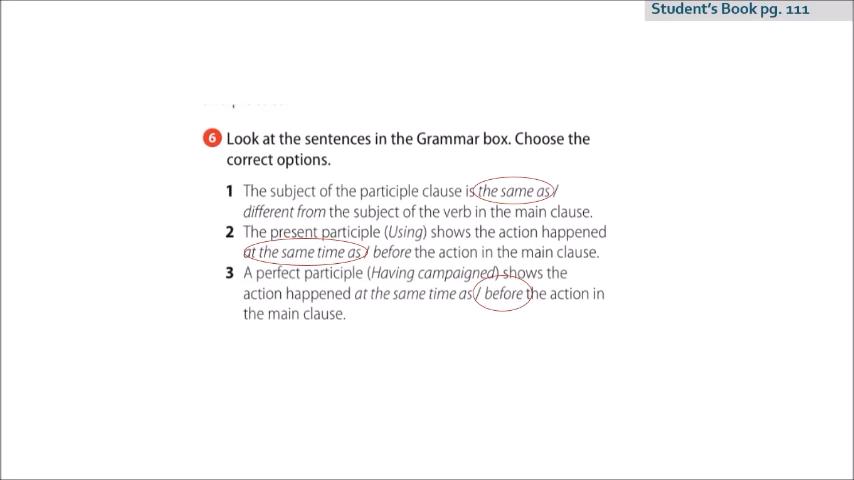 Student's Book pg. 111
6 Look at the sentences in the Grammar box. Choose the
correct options.
1 The subject of the participle clause is the same as /
different from the subject of the verb in the main clause.
2 The present participle (Using) shows the action happened
at the same time as / before the action in the main clause.
3 A perfect participle (Having campaigned) shows the
action happened at the same time as / before the action in
the main clause.